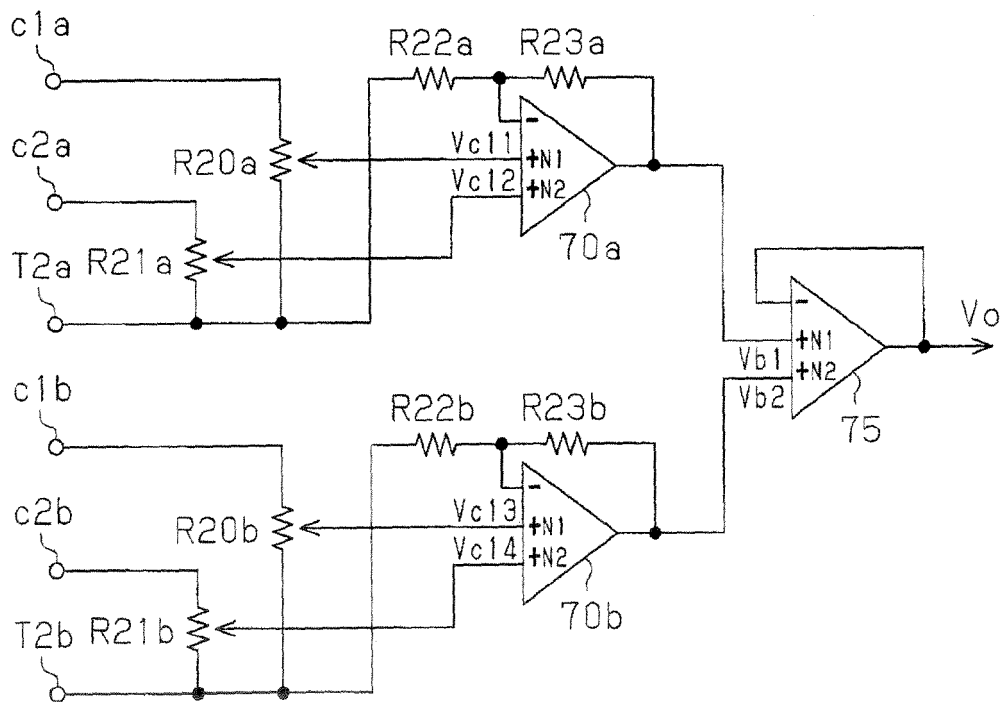 c1a
R22a
R23a
c2a
R20a
Vc11
-
+N1
Vc12
+N2
70a
T2a
R21a
-
+N1
Vb1
+N2
Vb2
Vo
75
c1b
R22b
R23b
c2b
R20b
Vc13
-
+N1
Vc14
+N2
70b
T2b
R21b